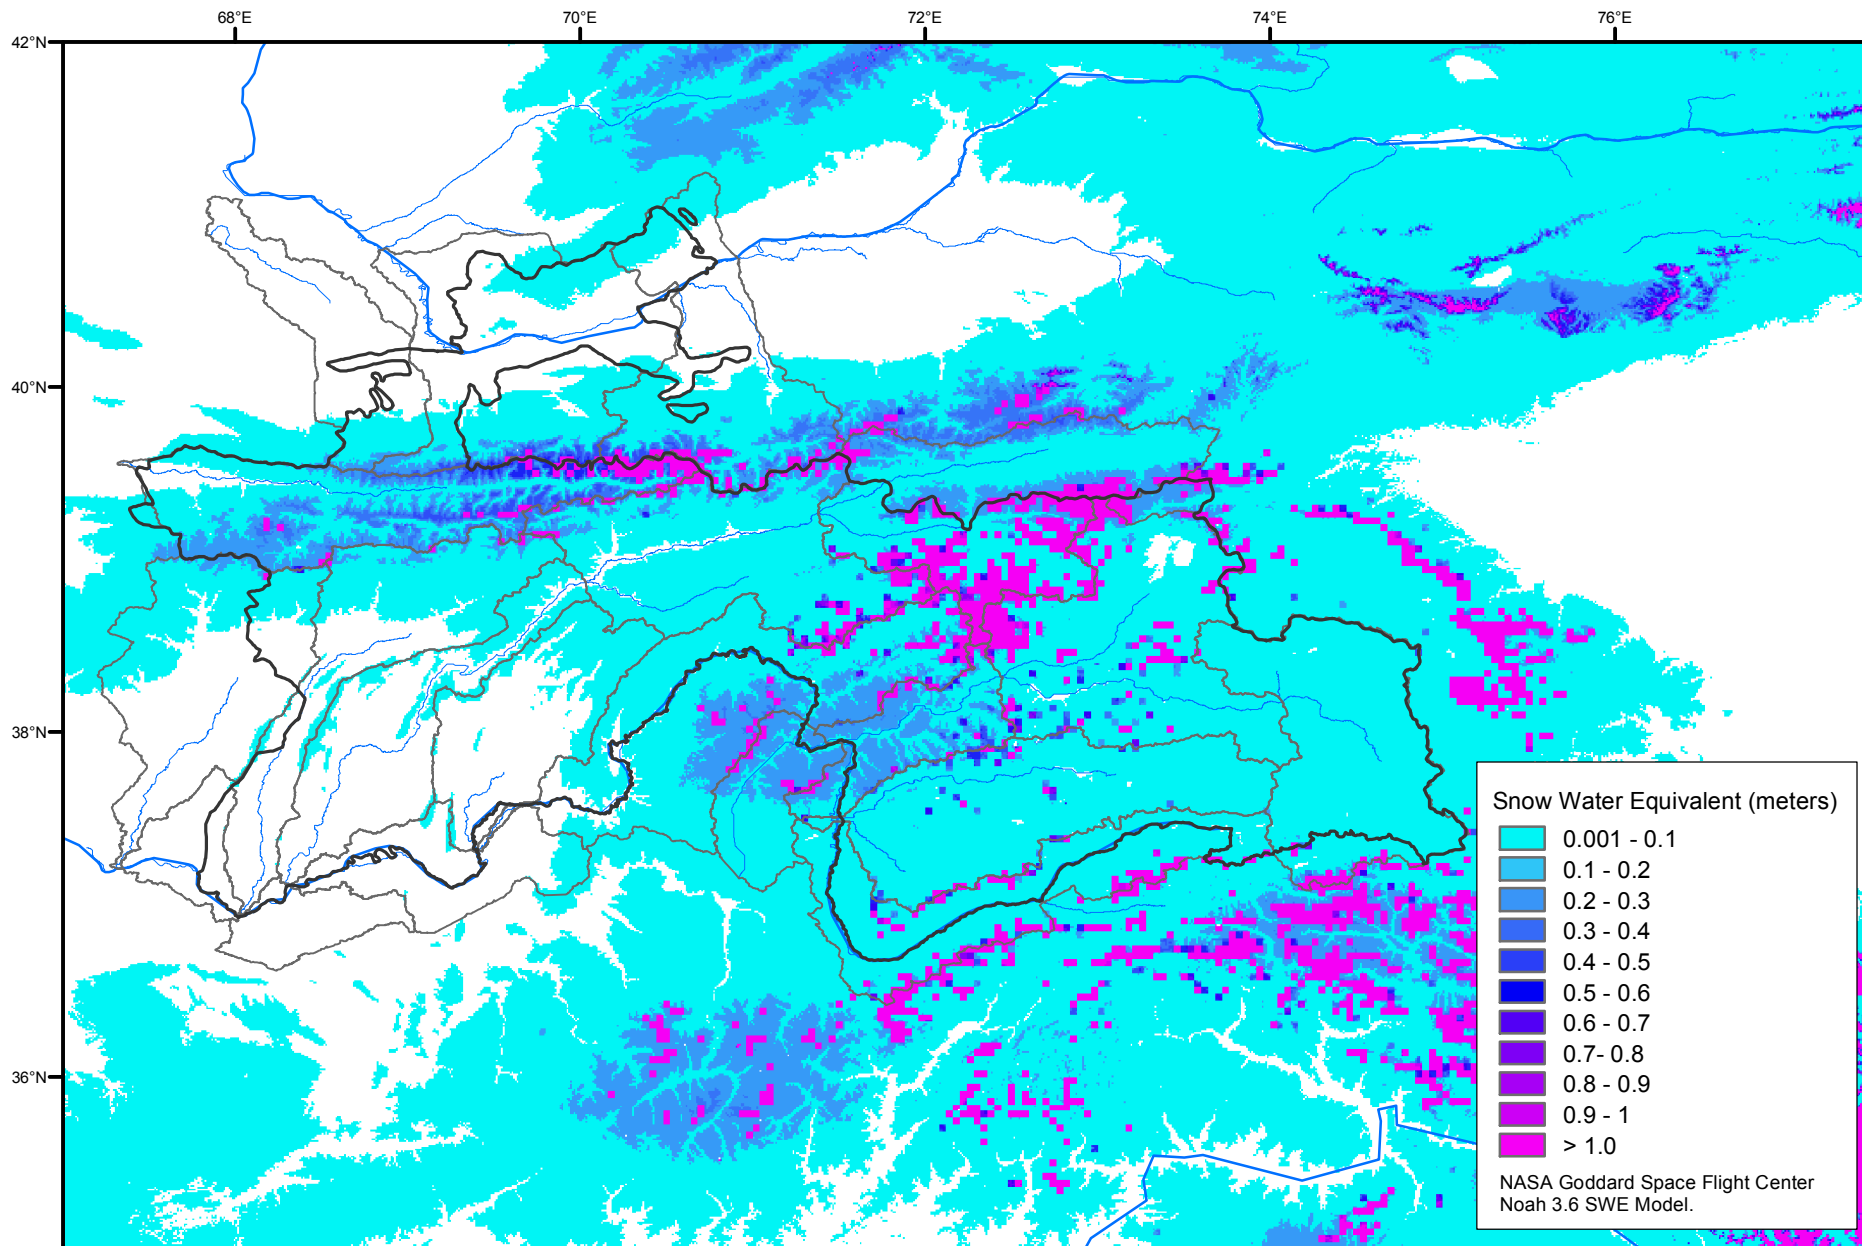 68°E
70°E
72°E
74°E
76°E
42°N
40°N
38°N
36°N
Snow Water Equivalent (meters)
0.001 - 0.1
0.1 - 0.2
0.2 - 0.3
0.3 - 0.4
0.4 - 0.5
0.5 - 0.6
0.6 - 0.7
0.7- 0.8
0.8 - 0.9
0.9 - 1
> 1.0
NASA Goddard Space Flight Center
Noah 3.6 SWE Model.